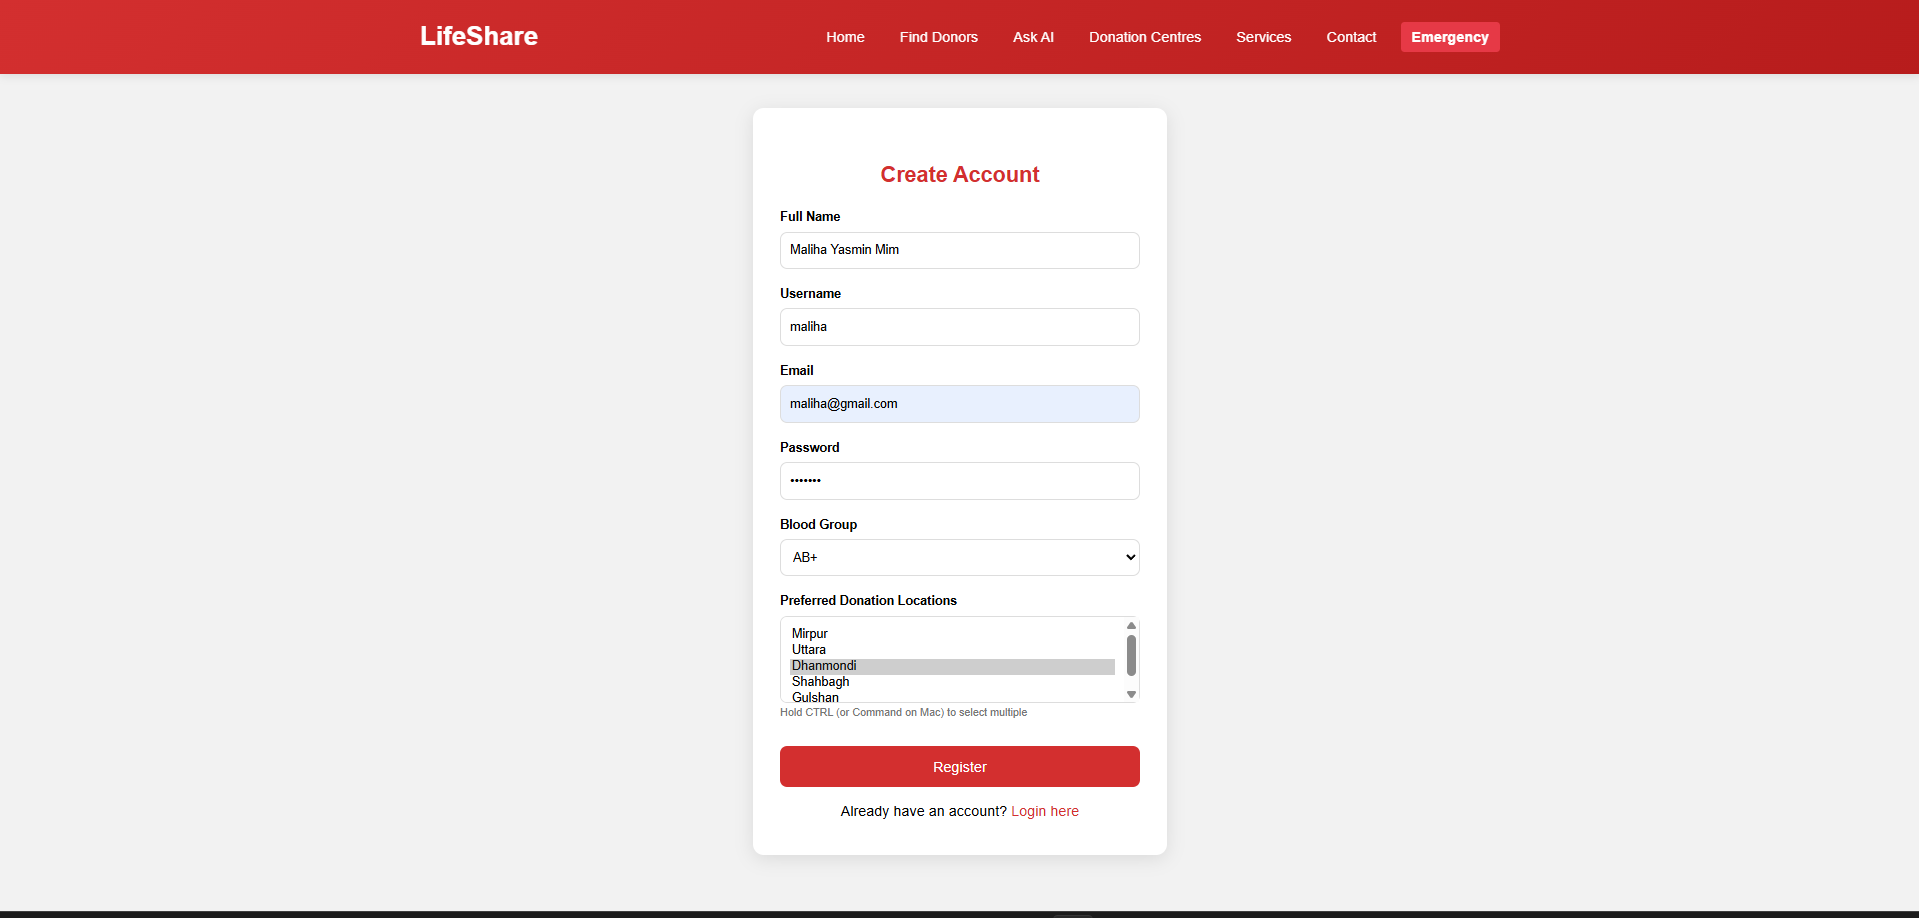 LifeShare
Home Find Donors Ask AI Donation Centres Services Contact Emergency
Create Account
Full Name
Maliha Yasmin Mim
Username
maliha
Email
maliha@gmail.com
Password
•••••••
Blood Group
AB+
Preferred Donation Locations
Mirpur
Uttara
Dhanmondi
Shahbagh
Gulshan
Hold CTRL (or Command on Mac) to select multiple
Register
Already have an account? Login here